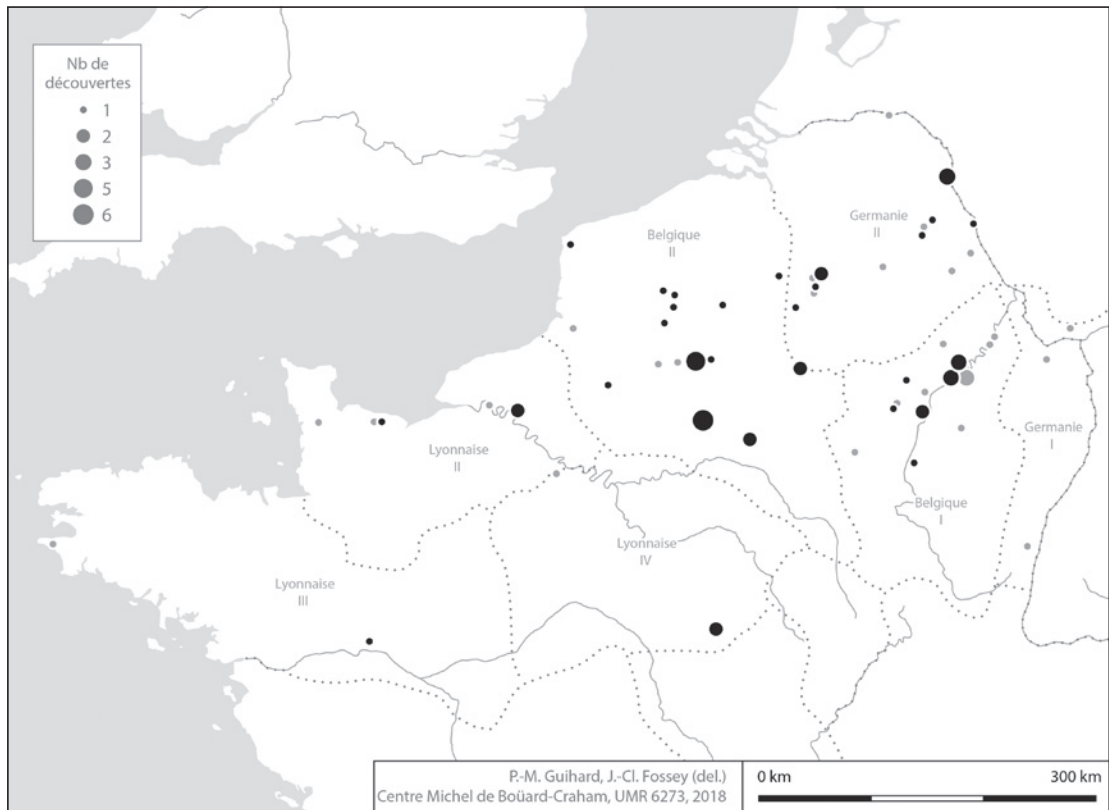 Nb de
découvertes
1
2
3
5
6
Germanie
II
Belgique
II
Lyonnaise
II
Germanie
I
Belgique
I
Lyonnaise
IV
Lyonnaise
III
P.-M. Guihard, J.-Cl. Fossey (del.)
Centre Michel de Boüard-Craham, UMR 6273, 2018
0 km 300 km